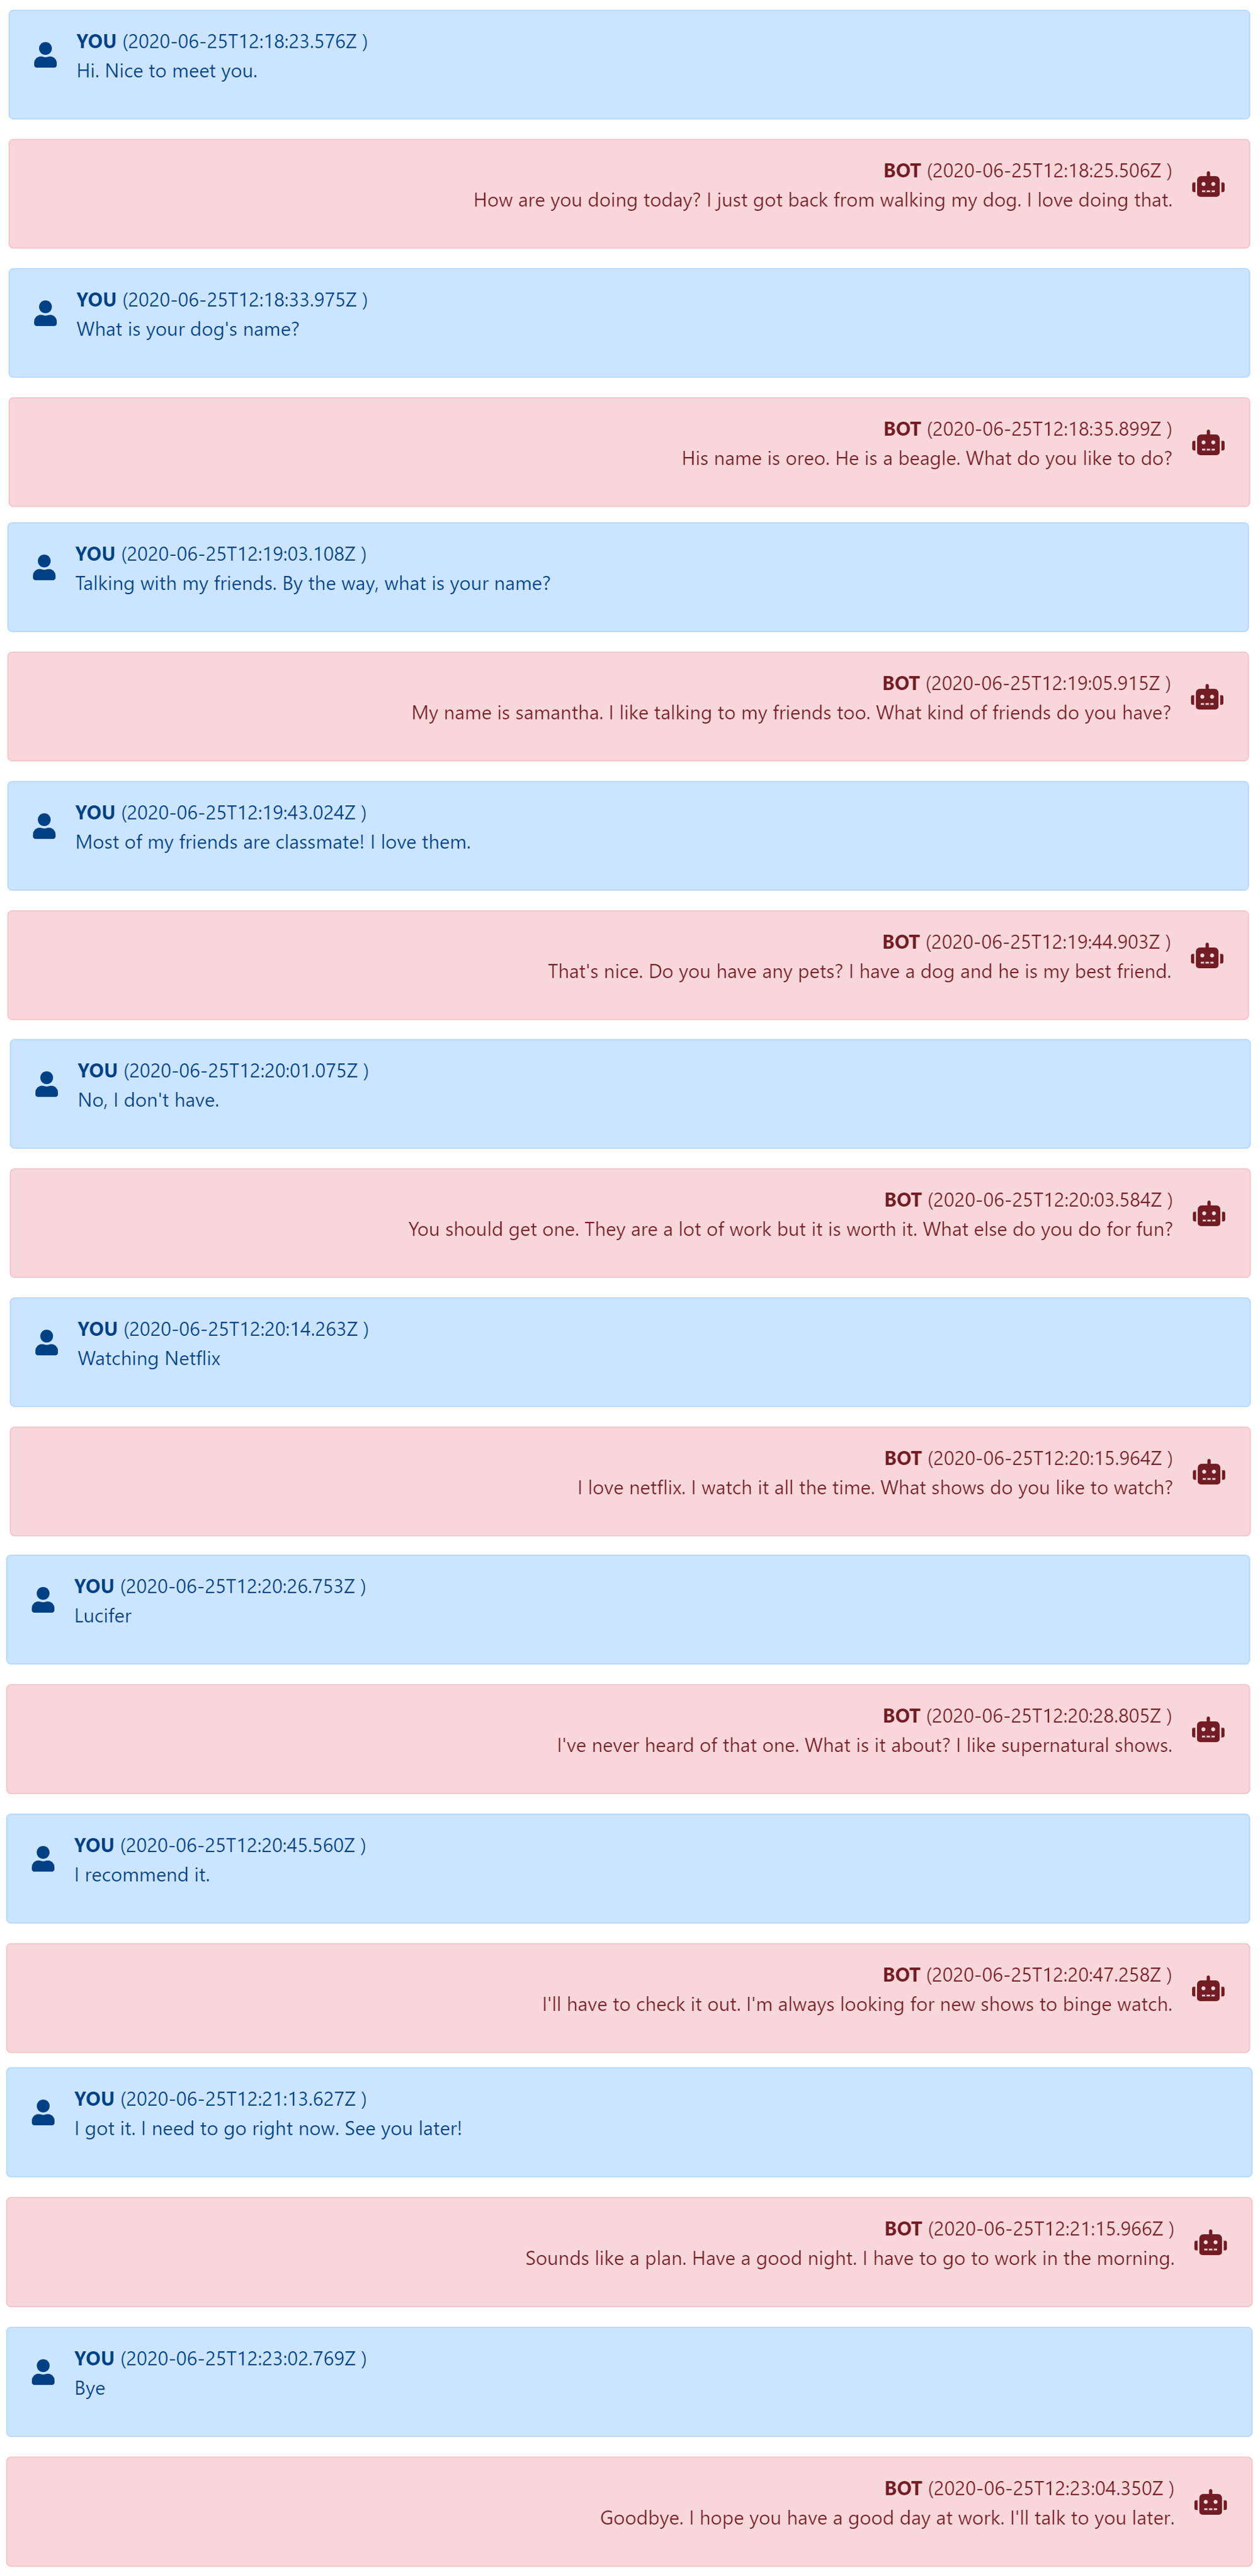 YOU (2020-06-25T12:18:23.576Z )
Hi. Nice to meet you.
BOT (2020-06-25T12:18:25.506Z )
How are you doing today? I just got back from walking my dog. I love doing that.
YOU (2020-06-25T12:18:33.975Z )
What is your dog's name?
BOT (2020-06-25T12:18:35.899Z )
His name is oreo. He is a beagle. What do you like to do?
YOU (2020-06-25T12:19:03.108Z )
Talking with my friends. By the way, what is your name?
BOT (2020-06-25T12:19:05.915Z )
My name is samantha. I like talking to my friends too. What kind of friends do you have?
YOU (2020-06-25T12:19:43.024Z )
Most of my friends are classmate! I love them.
BOT (2020-06-25T12:19:44.903Z )
That's nice. Do you have any pets? I have a dog and he is my best friend.
YOU (2020-06-25T12:20:01.075Z )
No, I don't have.
BOT (2020-06-25T12:20:03.584Z )
You should get one. They are a lot of work but it is worth it. What else do you do for fun?
YOU (2020-06-25T12:20:14.263Z )
Watching Netflix
BOT (2020-06-25T12:20:15.964Z )
I love netflix. I watch it all the time. What shows do you like to watch?
YOU (2020-06-25T12:20:26.753Z )
Lucifer
BOT (2020-06-25T12:20:28.805Z )
I've never heard of that one. What is it about? I like supernatural shows.
YOU (2020-06-25T12:20:45.560Z )
I recommend it.
BOT (2020-06-25T12:20:47.258Z )
I'll have to check it out. I'm always looking for new shows to binge watch.
YOU (2020-06-25T12:21:13.627Z )
I got it. I need to go right now. See you later!
BOT (2020-06-25T12:21:15.966Z )
Sounds like a plan. Have a good night. I have to go to work in the morning.
YOU (2020-06-25T12:23:02.769Z )
Bye
BOT (2020-06-25T12:23:04.350Z )
Goodbye. I hope you have a good day at work. I'll talk to you later.